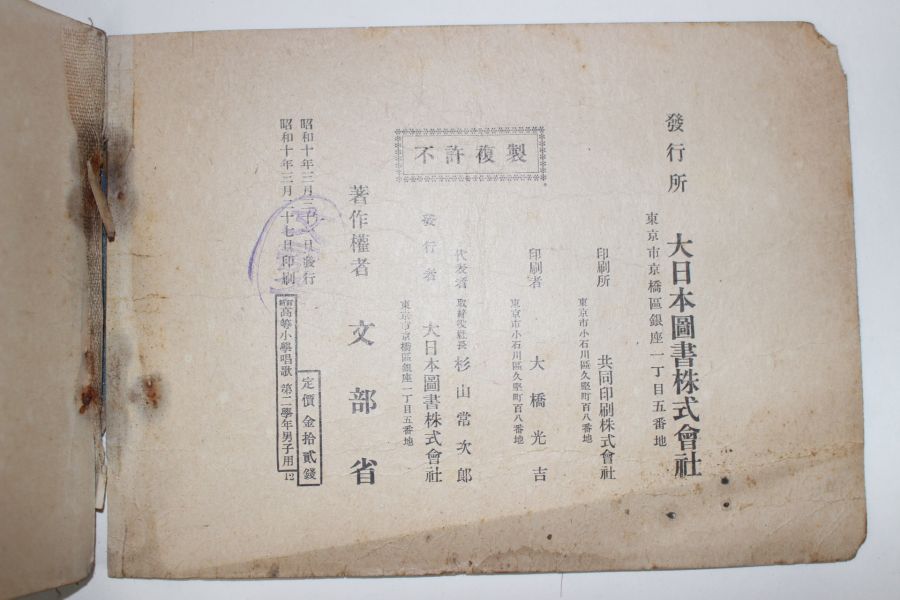 發行所
大日本圖書株式會社
東京市京橋區銀座一丁目五番地
印刷所 共同印刷株式會社
東京市小石川區久堅町百八番地
印刷者 大橋光吉
東京市小石川區久堅町百八番地
不許複製
代表者 取締役社長 杉山常次郎
發行者 大日本圖書株式會社
東京市京橋區銀座一丁目五番地
著作權者 文部省
昭和十年三月三十一日發行
昭和十年三月二十七日印刷
定價金拾貳錢
高等小學唱歌 第二學年男子用
12